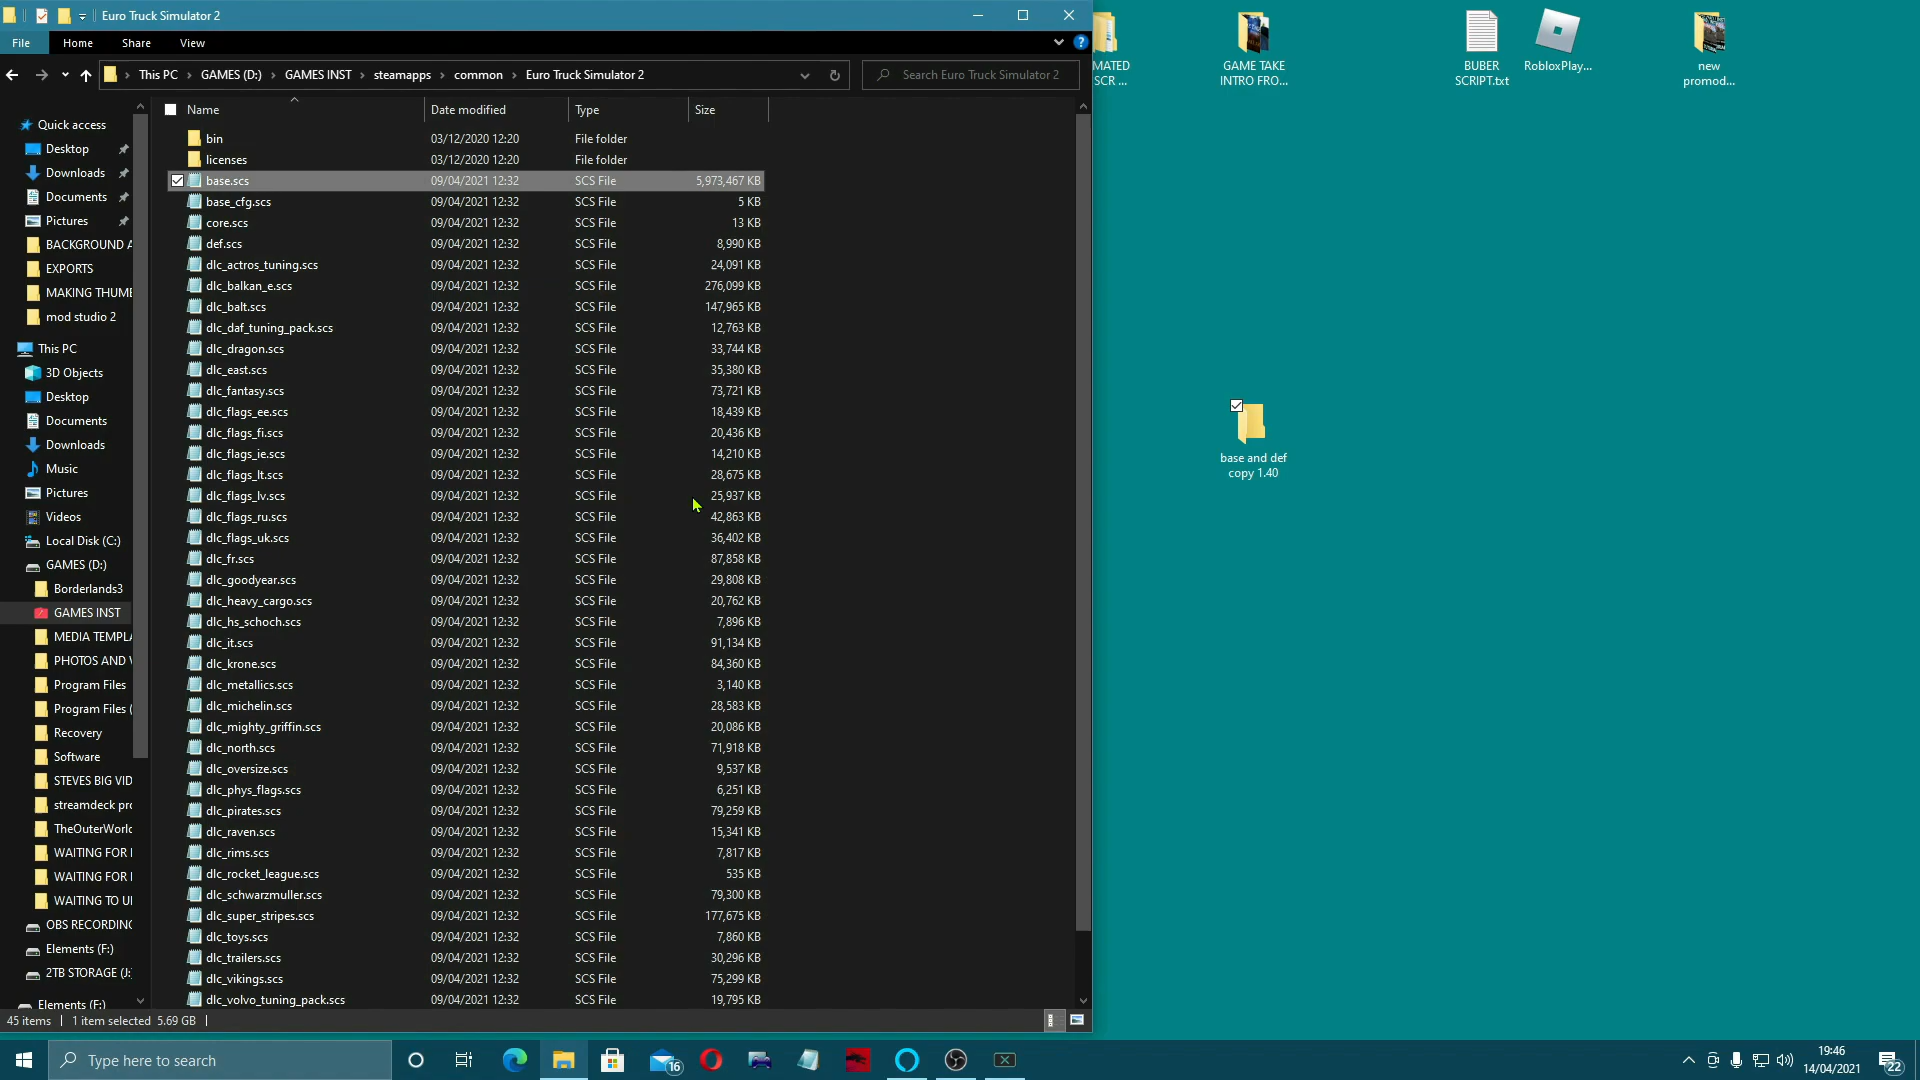 Euro Truck Simulator 2
File
Home
Share
View
This PC
GAMES (D:)
GAMES INST
steamapps
common
Euro Truck Simulator 2
Search Euro Truck Simulator 2
Quick access
Desktop
Downloads
Documents
Pictures
BACKGROUND A
EXPORTS
MAKING THUME
mod studio 2
This PC
3D Objects
Desktop
Documents
Downloads
Music
Pictures
Videos
Local Disk (C:)
GAMES (D:)
Borderlands3
GAMES INST
MEDIA TEMPLA
PHOTOS AND V
Program Files
Program Files (
Recovery
Software
STEVES BIG VID
streamdeck pro
TheOuterWorld
WAITING FOR
WAITING FOR
WAITING TO U
OBS RECORDING
Elements (F:)
2TB STORAGE (J:
Elements (F:)
Name Date modified Type Size
bin 03/12/2020 12:20 File folder
licenses 03/12/2020 12:20 File folder
base.scs 09/04/2021 12:32 SCS File 5,973,467 KB
base_cfg.scs 09/04/2021 12:32 SCS File 5 KB
core.scs 09/04/2021 12:32 SCS File 13 KB
def.scs 09/04/2021 12:32 SCS File 8,990 KB
dlc_actros_tuning.scs 09/04/2021 12:32 SCS File 24,091 KB
dlc_balkan_e.scs 09/04/2021 12:32 SCS File 276,099 KB
dlc_balt.scs 09/04/2021 12:32 SCS File 147,965 KB
dlc_daf_tuning_pack.scs 09/04/2021 12:32 SCS File 12,763 KB
dlc_dragon.scs 09/04/2021 12:32 SCS File 33,744 KB
dlc_east.scs 09/04/2021 12:32 SCS File 35,380 KB
dlc_fantasy.scs 09/04/2021 12:32 SCS File 73,721 KB
dlc_flags_ee.scs 09/04/2021 12:32 SCS File 18,439 KB
dlc_flags_fi.scs 09/04/2021 12:32 SCS File 20,436 KB
dlc_flags_ie.scs 09/04/2021 12:32 SCS File 14,210 KB
dlc_flags_lt.scs 09/04/2021 12:32 SCS File 28,675 KB
dlc_flags_lv.scs 09/04/2021 12:32 SCS File 25,937 KB
dlc_flags_ru.scs 09/04/2021 12:32 SCS File 42,863 KB
dlc_flags_uk.scs 09/04/2021 12:32 SCS File 36,402 KB
dlc_fr.scs 09/04/2021 12:32 SCS File 87,858 KB
dlc_goodyear.scs 09/04/2021 12:32 SCS File 29,808 KB
dlc_heavy_cargo.scs 09/04/2021 12:32 SCS File 20,762 KB
dlc_hs_schoch.scs 09/04/2021 12:32 SCS File 7,896 KB
dlc_it.scs 09/04/2021 12:32 SCS File 91,134 KB
dlc_krone.scs 09/04/2021 12:32 SCS File 84,360 KB
dlc_metallics.scs 09/04/2021 12:32 SCS File 3,140 KB
dlc_michelin.scs 09/04/2021 12:32 SCS File 28,583 KB
dlc_mighty_griffin.scs 09/04/2021 12:32 SCS File 20,086 KB
dlc_north.scs 09/04/2021 12:32 SCS File 71,918 KB
dlc_oversize.scs 09/04/2021 12:32 SCS File 9,537 KB
dlc_phys_flags.scs 09/04/2021 12:32 SCS File 6,251 KB
dlc_pirates.scs 09/04/2021 12:32 SCS File 79,259 KB
dlc_raven.scs 09/04/2021 12:32 SCS File 15,341 KB
dlc_rims.scs 09/04/2021 12:32 SCS File 7,817 KB
dlc_rocket_league.scs 09/04/2021 12:32 SCS File 535 KB
dlc_schwarzmuller.scs 09/04/2021 12:32 SCS File 79,300 KB
dlc_super_stripes.scs 09/04/2021 12:32 SCS File 177,675 KB
dlc_toys.scs 09/04/2021 12:32 SCS File 7,860 KB
dlc_trailers.scs 09/04/2021 12:32 SCS File 30,296 KB
dlc_vikings.scs 09/04/2021 12:32 SCS File 75,299 KB
dlc_volvo_tuning_pack.scs 09/04/2021 12:32 SCS File 19,795 KB
45 items
1 item selected 5.69 GB
MATED
SCR ...
GAME TAKE
INTRO FRO...
BUBER
SCRIPT.txt
RobloxPlay...
new
promod...
base and def
copy 1.40
Type here to search
16
19:46
14/04/2021
22